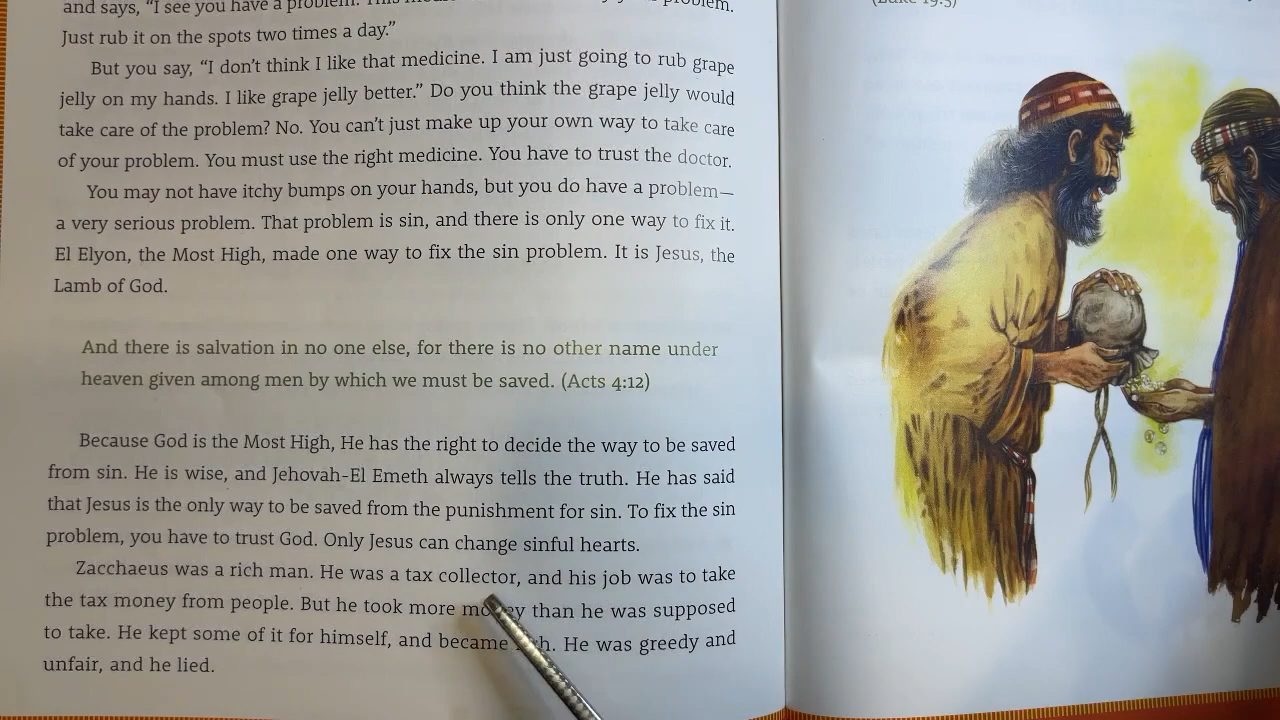 and says, "I see you have a problem.
problem.
Just rub it on the spots two times a day."
But you say, "I don't think I like that medicine. I am just going to rub grape
jelly on my hands. I like grape jelly better." Do you think the grape jelly would
take care of the problem? No. You can't just make up your own way to take care
of your problem. You must use the right medicine. You have to trust the doctor.
You may not have itchy bumps on your hands, but you do have a problem—
a very serious problem. That problem is sin, and there is only one way to fix it.
El Elyon, the Most High, made one way to fix the sin problem. It is Jesus, the
Lamb of God.
And there is salvation in no one else, for there is no other name under
heaven given among men by which we must be saved. (Acts 4:12)
Because God is the Most High, He has the right to decide the way to be saved
from sin. He is wise, and Jehovah-El Emeth always tells the truth. He has said
that Jesus is the only way to be saved from the punishment for sin. To fix the sin
problem, you have to trust God. Only Jesus can change sinful hearts.
Zacchaeus was a rich man. He was a tax collector, and his job was to take
the tax money from people. But he took more money than he was supposed
to take. He kept some of it for himself, and became rich. He was greedy and
unfair, and he lied.